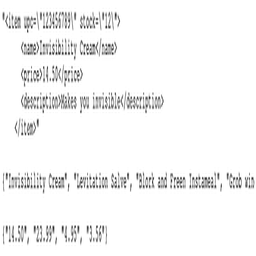 "<item upc=\"123456789\" stock=\"12\">
<name>Invisibility Cream</name>
<price>14.50</price>
<description>Makes you invisible</description>
</item>"
["Invisibility Cream", "Levitation Salve", "Blork and Freen Instameal", "Grob win
["14.50", "23.99", "4.95", "3.56"]